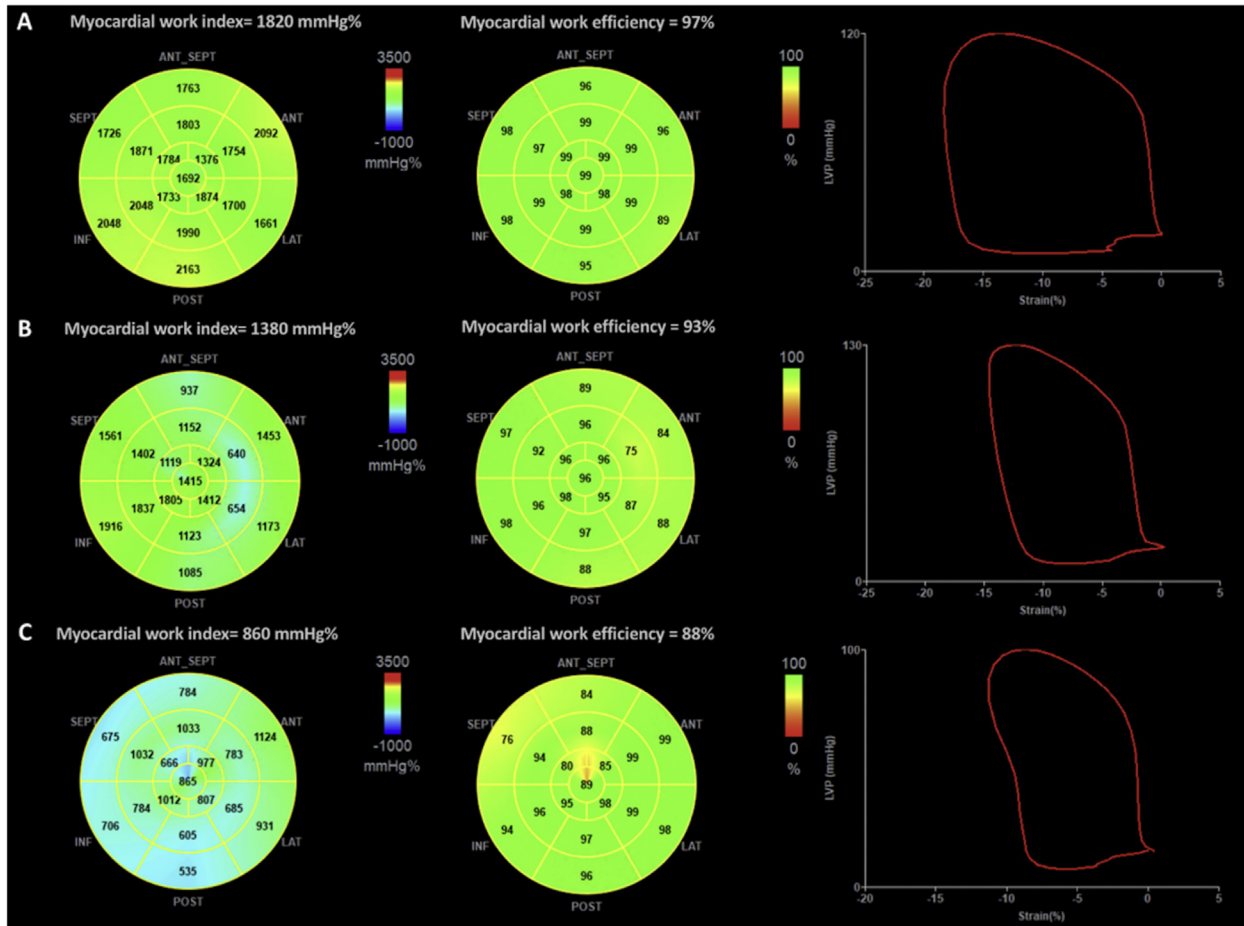 A
Myocardial work index = 1820 mmHg%
Myocardial work efficiency = 97%
ANT_SEPT
SEPT
ANT
INF
LAT
POST
1763
1726
2092
1803
1871
1754
1784
1376
1692
1733
1874
2048
1700
2048
1661
1990
2163
3500
-1000
mmHg%
ANT_SEPT
SEPT
ANT
INF
LAT
POST
96
98
96
99
97
99
99
99
99
98
98
99
99
98
89
99
95
100
0
%
120
0
LVP (mmHg)
-25
-20
-15
-10
-5
0
5
Strain(%)
B
Myocardial work index= 1380 mmHg%
Myocardial work efficiency = 93%
ANT_SEPT
SEPT
ANT
INF
LAT
POST
937
1561
1453
1152
1402
640
1119
1324
1415
1805
1412
1837
654
1916
1173
1123
1085
3500
-1000
mmHg%
ANT_SEPT
SEPT
ANT
INF
LAT
POST
89
97
84
96
92
75
96
96
96
98
95
96
87
98
88
97
88
100
0
%
130
0
LVP (mmHg)
-25
-20
-15
-10
-5
0
5
Strain(%)
C
Myocardial work index= 860 mmHg%
Myocardial work efficiency = 88%
ANT_SEPT
SEPT
ANT
INF
LAT
POST
784
675
1124
1033
1032
783
666
977
865
1012
807
784
685
706
931
605
535
3500
-1000
mmHg%
ANT_SEPT
SEPT
ANT
INF
LAT
POST
84
76
99
88
94
99
80
85
89
95
98
96
99
94
98
97
96
100
0
%
100
0
LVP (mmHg)
-20
-15
-10
-5
0
5
Strain(%)